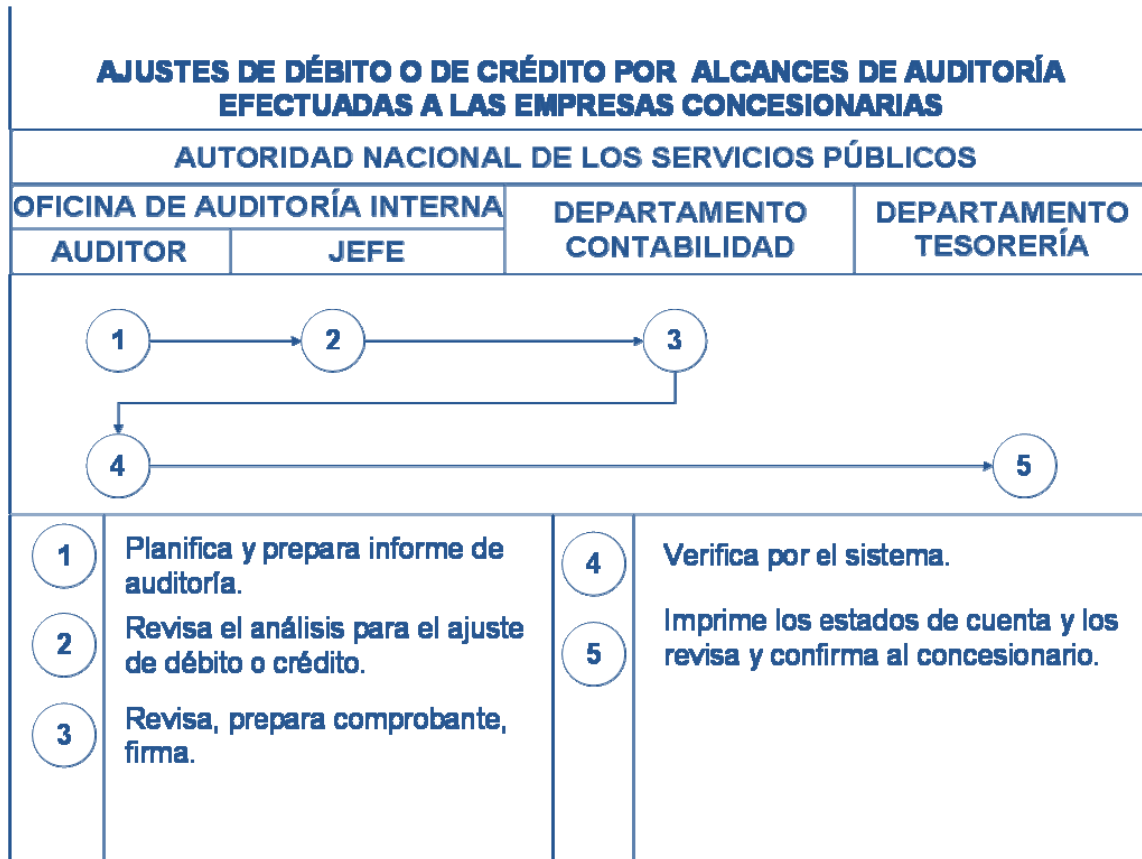 AJUSTES DE DÉBITO O DE CRÉDITO POR ALCANCES DE AUDITORÍA
EFECTUADAS A LAS EMPRESAS CONCESIONARIAS
AUTORIDAD NACIONAL DE LOS SERVICIOS PÚBLICOS
OFICINA DE AUDITORÍA INTERNA
AUDITOR
JEFE
DEPARTAMENTO
CONTABILIDAD
DEPARTAMENTO
TESORERÍA
1
2
3
4
5
1
Planifica y prepara informe de
auditoría.
2
Revisa el análisis para el ajuste
de débito o crédito.
3
Revisa, prepara comprobante,
firma.
4
Verifica por el sistema.
5
Imprime los estados de cuenta y los
revisa y confirma al concesionario.